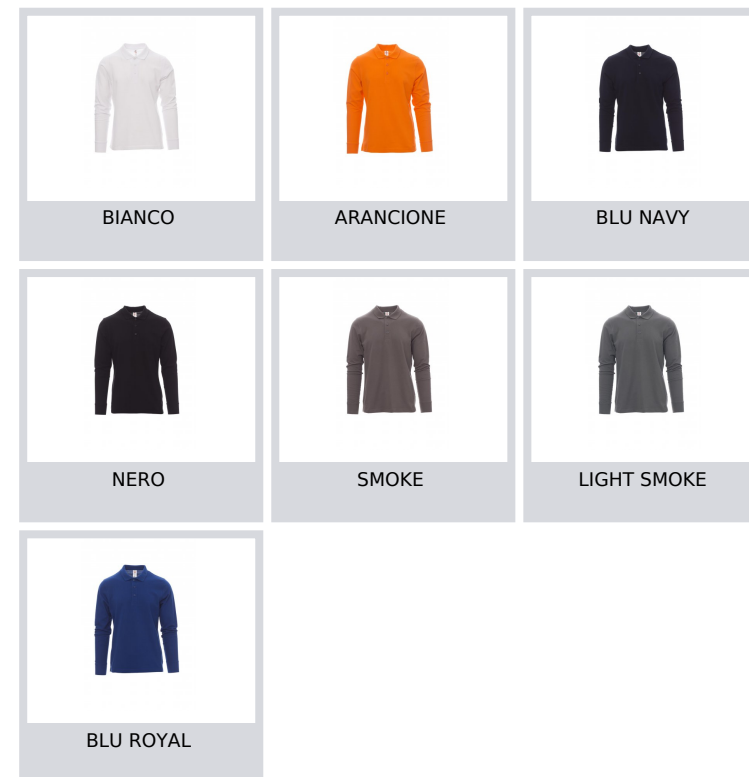 BIANCO
ARANCIONE
BLU NAVY
NERO
SMOKE
LIGHT SMOKE
BLU ROYAL